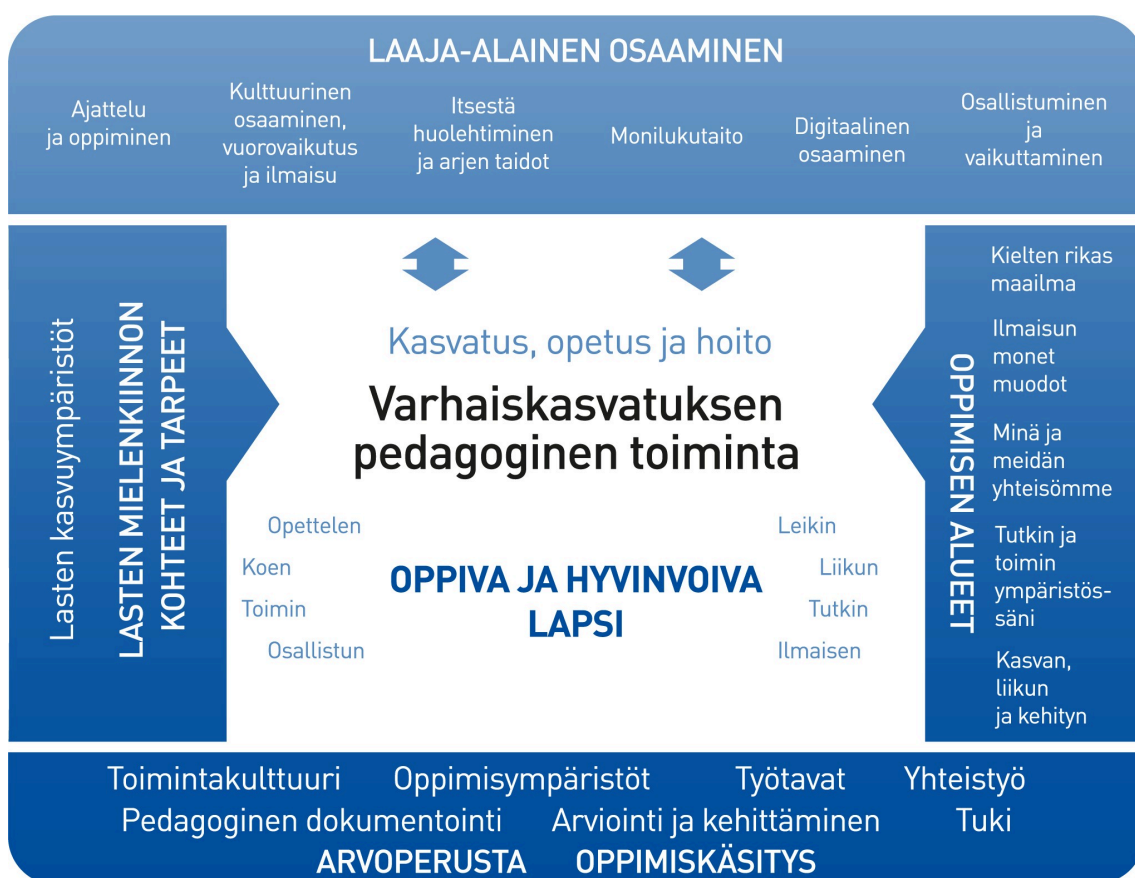 LAAJA-ALAINEN OSAAMINEN
Ajattelu
ja oppiminen
Kulttuurinen
osaaminen,
vuorovaikutus
ja ilmaisu
Itsestä
huolehtiminen
ja arjen taidot
Monilukutaito
Digitaalinen
osaaminen
Osallistuminen
ja
vaikuttaminen
Lasten kasvuympäristöt
LASTEN MIELENKIINNON
KOHTEET JA TARPEET
Kasvatus, opetus ja hoito
Varhaiskasvatuksen
pedagoginen toiminta
Opettelen
Koen
Toimin
Osallistun
OPPIVA JA HYVINVOIVA
LAPSI
Leikin
Liikun
Tutkin
Ilmaisen
OPPIMISEN ALUEET
Kielten rikas
maailma
Ilmaisun
monet
muodot
Minä ja
meidän
yhteisömme
Tutkin ja
toimin
ympäristös-
säni
Kasvan,
liikun
ja kehityn
Toimintakulttuuri Oppimisympäristöt Työtavat Yhteistyö
Pedagoginen dokumentointi Arviointi ja kehittäminen Tuki
ARVOPERUSTA OPPIMISKÄSITYS